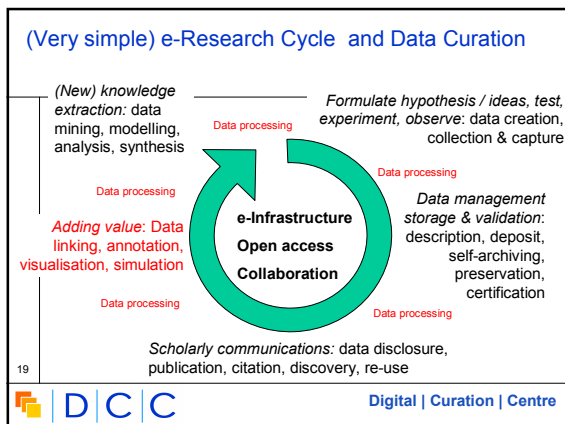 (Very simple) e-Research Cycle and Data Curation
(New) knowledge
extraction: data
mining, modelling,
analysis, synthesis
Data processing
Formulate hypothesis / ideas, test,
experiment, observe: data creation,
collection & capture
Data processing
Data management
storage & validation:
description, deposit,
self-archiving,
preservation,
certification
Data processing
Scholarly communications: data disclosure,
publication, citation, discovery, re-use
Data processing
Adding value: Data
linking, annotation,
visualisation, simulation
Data processing
e-Infrastructure
Open access
Collaboration
19
D|C|C
Digital | Curation | Centre